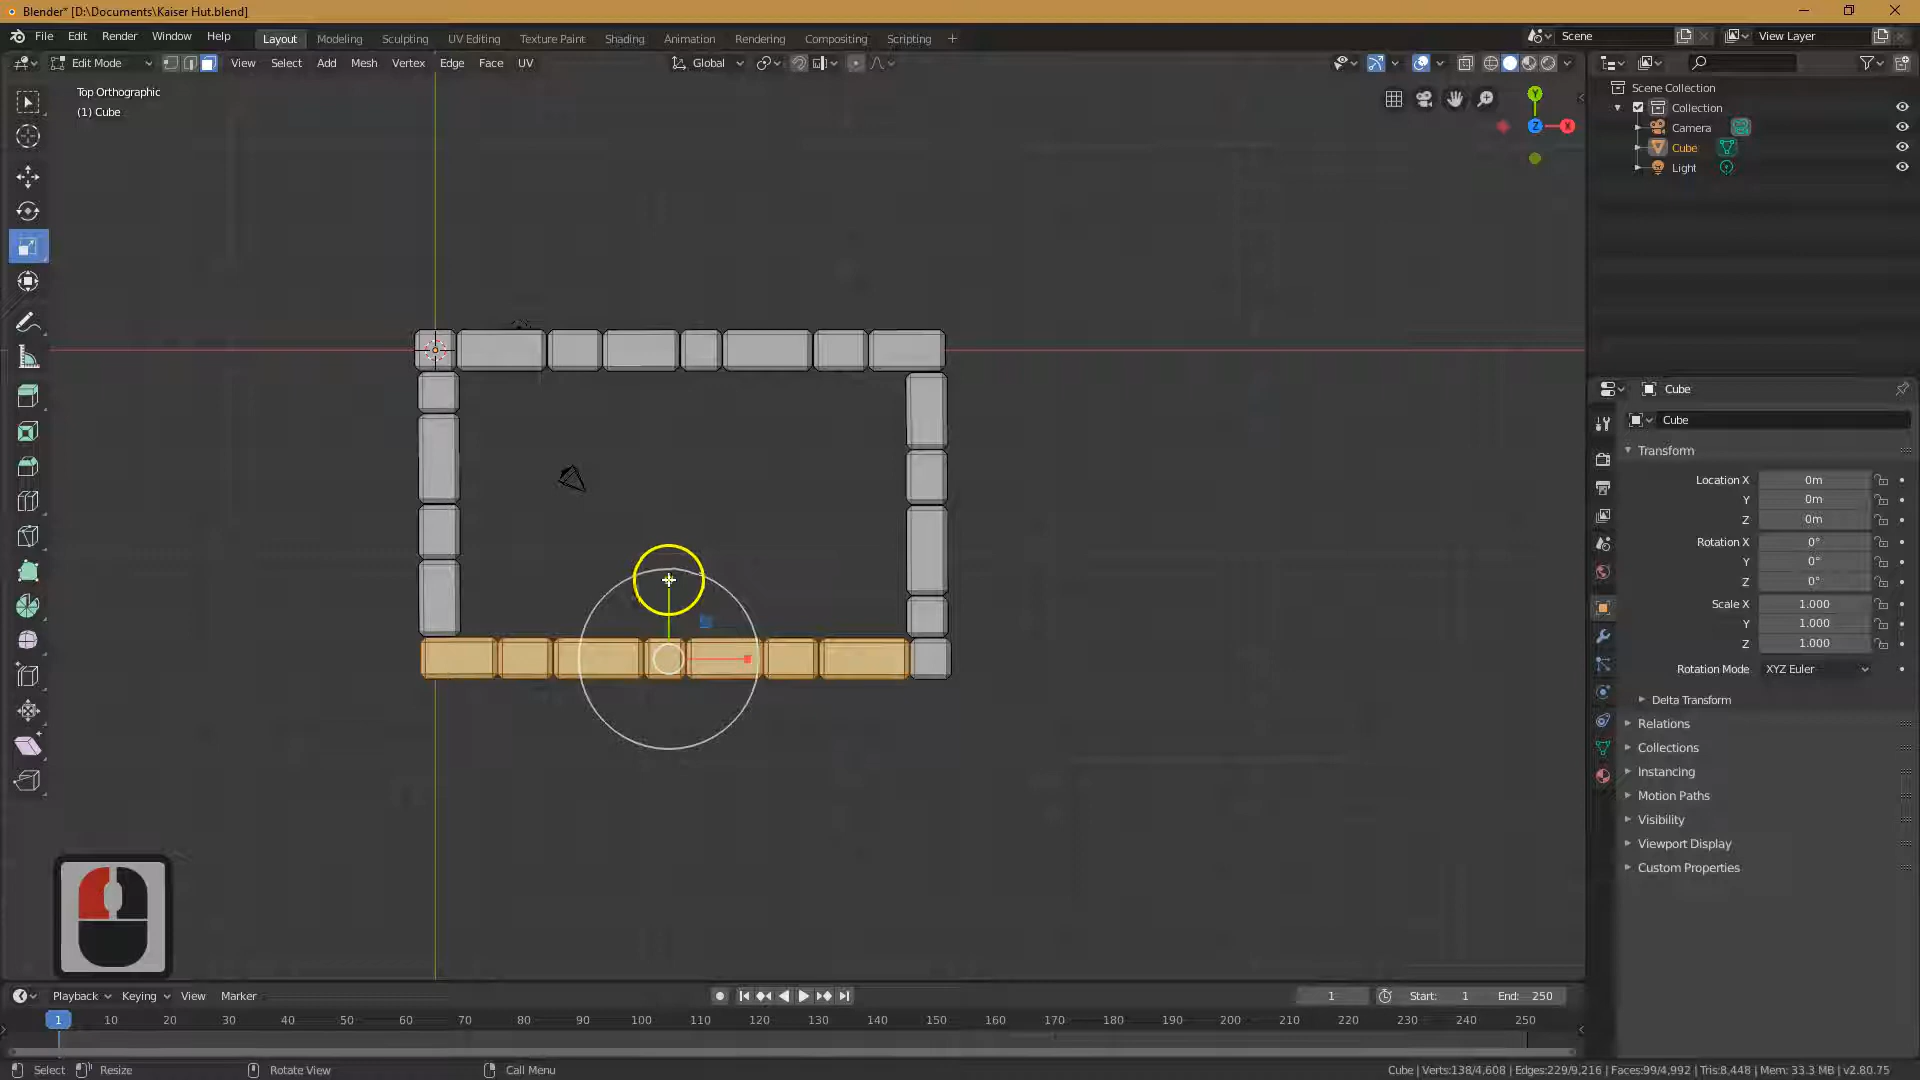 Blender* [D:\Documents\Kaiser Hut.blend]
File Edit Render Window Help
Layout Modeling Sculpting UV Editing Texture Paint Shading Animation Rendering Compositing Scripting +
Scene
View Layer
Edit Mode
View Select Add Mesh Vertex Edge Face UV
Global
Top Orthographic
(1) Cube
Y
Z
X
Scene Collection
Collection
Camera
Cube
Light
Cube
Cube
Transform
Location X 0m
Y 0m
Z 0m
Rotation X 0°
Y 0°
Z 0°
Scale X 1.000
Y 1.000
Z 1.000
Rotation Mode XYZ Euler
Delta Transform
Relations
Collections
Instancing
Motion Paths
Visibility
Viewport Display
Custom Properties
Playback Keying View Marker
1
Start: 1
End: 250
1 10 20 30 40 50 60 70 80 90 100 110 120 130 140 150 160 170 180 190 200 210 220 230 240 250
Select Resize Rotate View Call Menu
Cube | Verts:138/4,608 | Edges:229/9,216 | Faces:99/4,992 | Tris:8,448 | Mem: 33.3 MB | v2.80.75